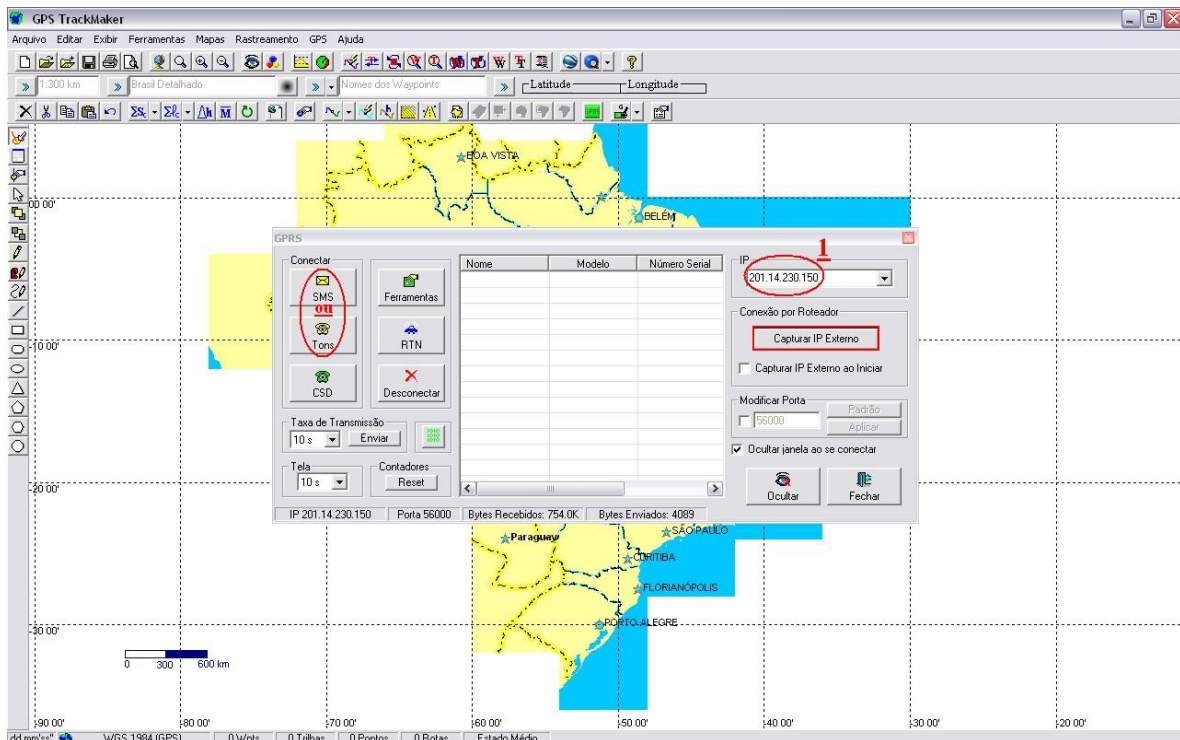 GPS TrackMaker
Arquivo Editar Exibir Ferramentas Mapas Rastreamento GPS Ajuda
1:300 km Brasil Detalhado Nomes dos Waypoints Latitude Longitude
BOA VISTA
00 00'
BELÉM
GPRS
Conectar
SMS
ou
Tons
CSD
Ferramentas
RTN
Desconectar
Taxa de Transmissão
10 s Enviar
Tela
10 s
Contadores
Reset
Nome Modelo Número Serial
1
IP
201.14.230.150
Conexão por Roteador
Capturar IP Externo
Capturar IP Externo ao Iniciar
Modificar Porta
56000
Padrão
Aplicar
Ocultar janela ao se conectar
Ocultar Fechar
IP 201.14.230.150 Porta 56000 Bytes Recebidos: 754.0K Bytes Enviados: 4089
-10 00'
-20 00'
SÃO PAULO
Paraguay
CURITIBA
FLORIANÓPOLIS
PORTO ALEGRE
-30 00'
0 300 600 km
-90 00' -80 00' -70 00' -60 00' -50 00' -40 00' -30 00' -20 00'
dd mm'ss" WGS 1984 (GPS) 0 Wpts 0 Trilhas 0 Pontos 0 Rotas Estado Médio